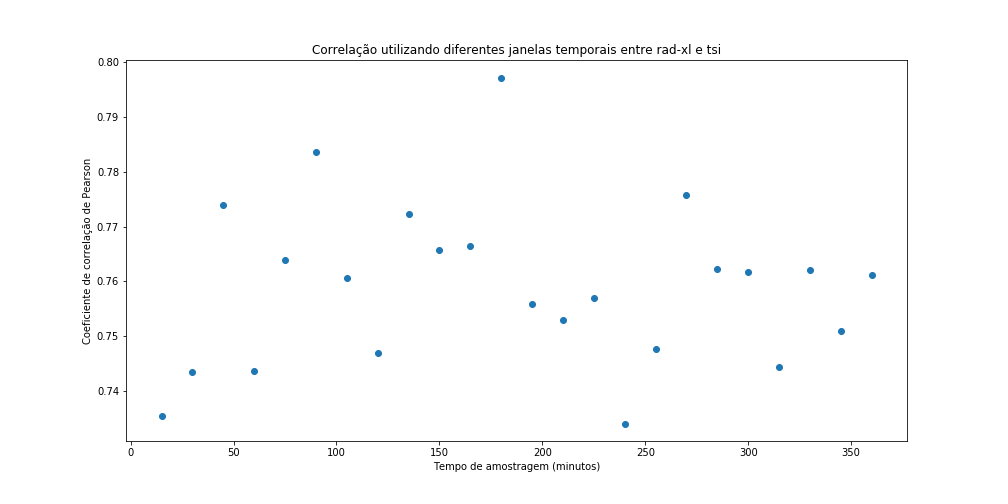 Correlação utilizando diferentes janelas temporais entre rad-xl e tsi
0.80
0.79
0.78
0.77
0.76
0.75
0.74
Coeficiente de correlação de Pearson
0 50 100 150 200 250 300 350
Tempo de amostragem (minutos)